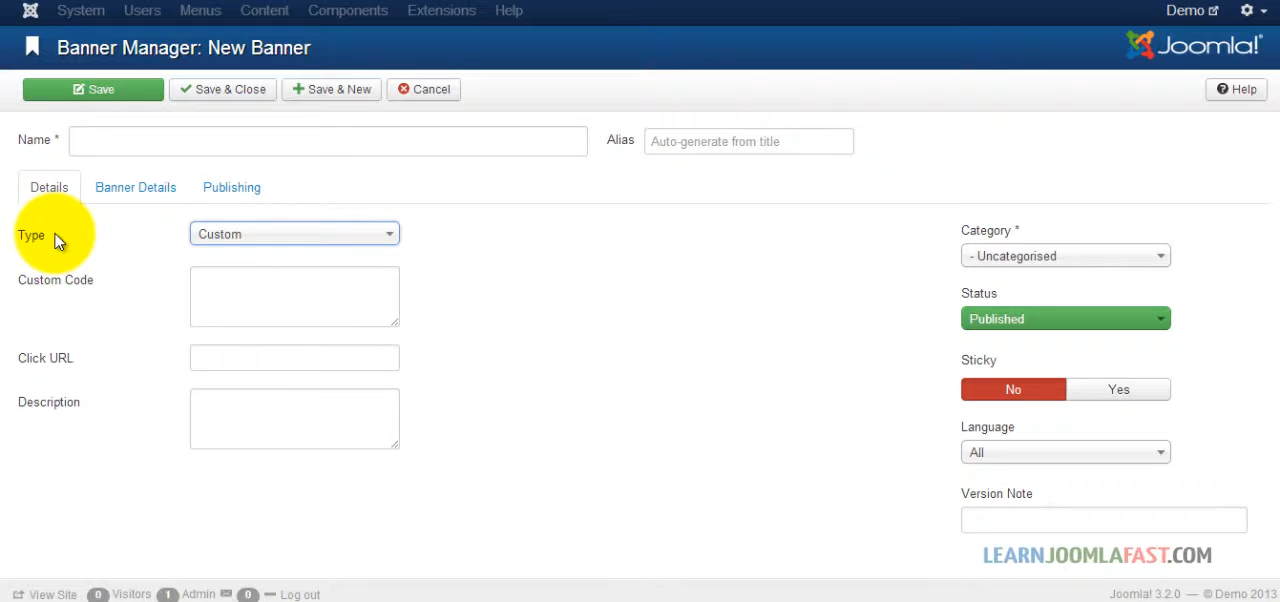 System Users Menus Content Components Extensions Help Demo
Banner Manager: New Banner Joomla!®
Save Save & Close Save & New Cancel Help
Name * Alias Auto-generate from title
Details Banner Details Publishing
Type Custom
Category *
- Uncategorised
Custom Code
Status
Published
Click URL
Sticky
No Yes
Description
Language
All
Version Note
LEARNJOOMLAFAST.COM
View Site 0 Visitors 1 Admin 0 Log out Joomla! 3.2.0 — © Demo 2013